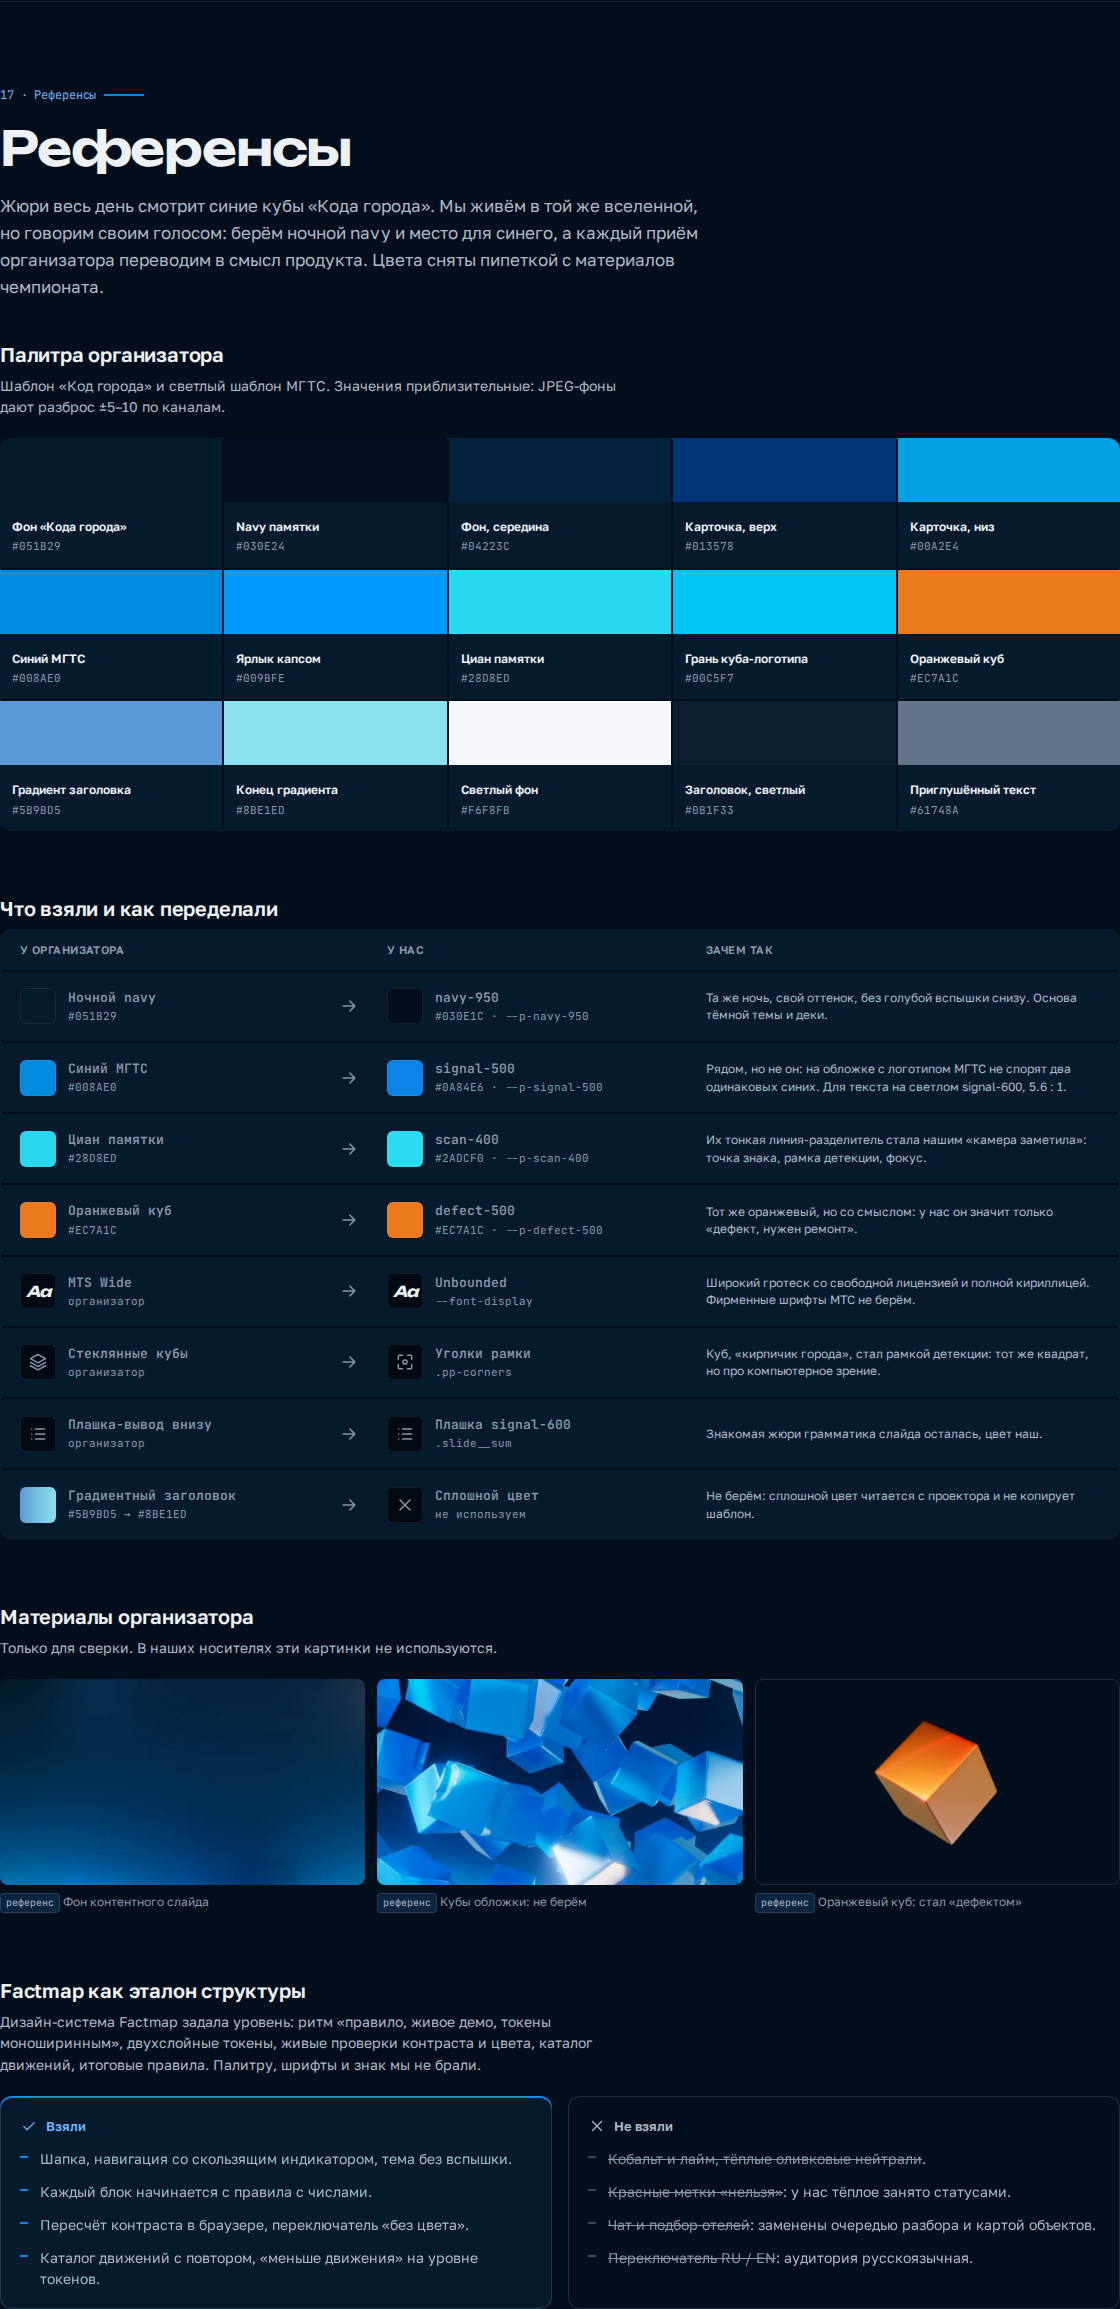 17 · Референсы
Референсы
Жюри весь день смотрит синие кубы «Кода города». Мы живём в той же вселенной,
но говорим своим голосом: берём ночной navy и место для синего, а каждый приём
организатора переводим в смысл продукта. Цвета сняты пипеткой с материалов
чемпионата.
Палитра организатора
Шаблон «Код города» и светлый шаблон МГТС. Значения приблизительные: JPEG-фоны
дают разброс ±5–10 по каналам.
Фон «Кода города»
#051B29
Navy памяти
#030E24
Фон, середина
#04223C
Карточка, верх
#013578
Карточка, низ
#00A2E4
Синий МГТС
#008AE0
Ярлык капсом
#009BFE
Циан памятки
#28D8ED
Грань куба-логотипа
#00C5F7
Оранжевый куб
#EC7A1C
Градиент заголовка
#5B9BD5
Конец градиента
#8BE1ED
Светлый фон
#F6F8FB
Заголовок, светлый
#0B1F33
Приглушённый текст
#61748A
Что взяли и как переделали
У ОРГАНИЗАТОРА
У НАС
ЗАЧЕМ ТАК
Ночной navy
#051B29
navy-950
#030E1C · --p-navy-950
Та же ночь, свой оттенок, без голубой вспышки снизу. Основа
тёмной темы и деки.
Синий МГТС
#008AE0
signal-500
#0A84E6 · --p-signal-500
Рядом, но не он: на обложке с логотипом МГТС не спорят два
одинаковых синих. Для текста на светлом signal-600, 5.6 : 1.
Циан памятки
#28D8ED
scan-400
#2ADCF0 · --p-scan-400
Их тонкая линия-разделитель стала нашим «камера заметила»:
точка знака, рамка детекции, фокус.
Оранжевый куб
#EC7A1C
defect-500
#EC7A1C · --p-defect-500
Тот же оранжевый, но со смыслом: у нас он значит только
«дефект, нужен ремонт».
Aa
MTS Wide
организатор
Aa
Unbounded
--font-display
Широкий гротеск со свободной лицензией и полной кириллицей.
Фирменные шрифты МТС не берём.
Стеклянные кубы
организатор
Уголки рамки
.pp-corners
Куб, «кирпичик города», стал рамкой детекции: тот же квадрат,
но про компьютерное зрение.
Плашка-вывод внизу
организатор
Плашка signal-600
.slide__sum
Знакомая жюри грамматика слайда осталась, цвет наш.
Градиентный заголовок
#5B9BD5 → #8BE1ED
Сплошной цвет
не используем
Не берём: сплошной цвет читается с проектора и не копирует
шаблон.
Материалы организатора
Только для сверки. В наших носителях эти картинки не используются.
референс Фон контентного слайда
референс Кубы обложки: не берём
референс Оранжевый куб: стал «дефектом»
Factmap как эталон структуры
Дизайн-система Factmap задала уровень: ритм «правило, живое демо, токены
моноширинным», двухслойные токены, живые проверки контраста и цвета, каталог
движений, итоговые правила. Палитру, шрифты и знак мы не брали.
Взяли
Шапка, навигация со скользящим индикатором, тема без вспышки.
Каждый блок начинается с правила с числами.
Пересчёт контраста в браузере, переключатель «без цвета».
Каталог движений с повтором, «меньше движения» на уровне
токенов.
Не взяли
Кобальт и лайм, тёплые оливковые нейтрали.
Красные метки «нельзя»: у нас тёплое занято статусами.
Чат и подбор отелей: заменены очередью разбора и картой объектов.
Переключатель RU / EN: аудитория русскоязычная.